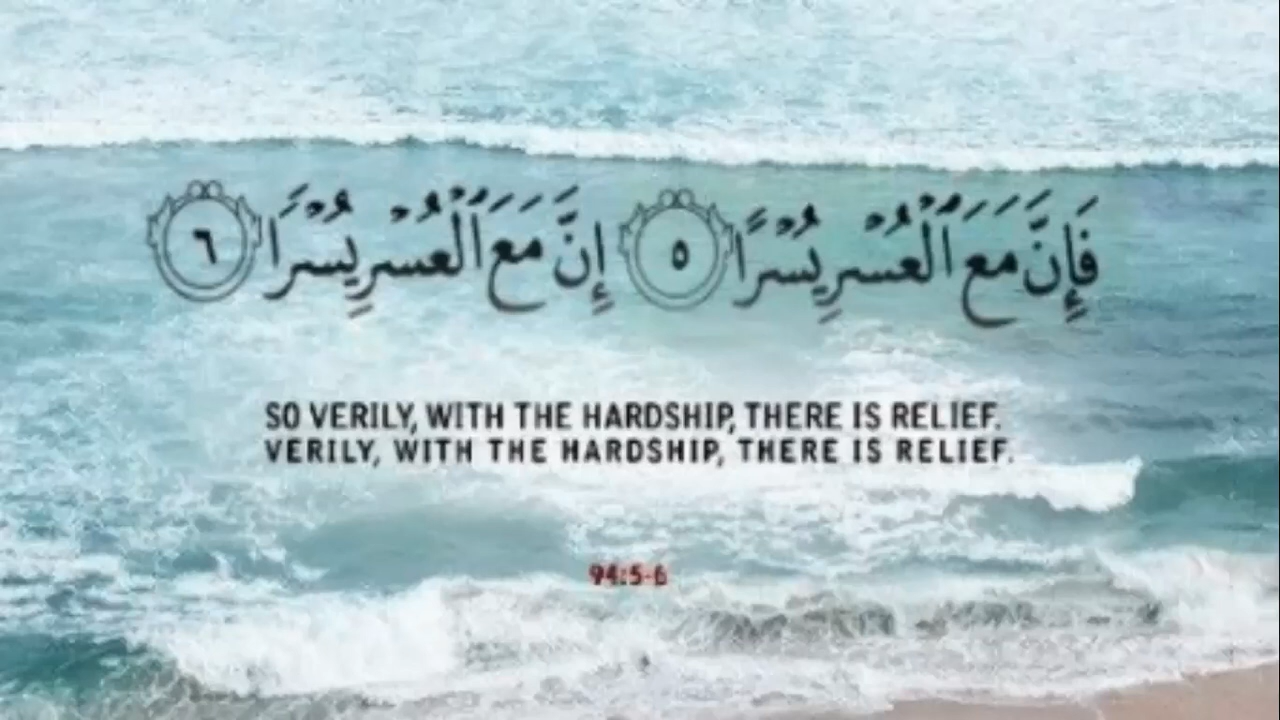 فَإِنَّ مَعَ ٱلْعُسْرِ يُسْرًا ٥ إِنَّ مَعَ ٱلْعُسْرِ يُسْرًا ٦
SO VERILY, WITH THE HARDSHIP, THERE IS RELIEF.
VERILY, WITH THE HARDSHIP, THERE IS RELIEF.
94:5-6